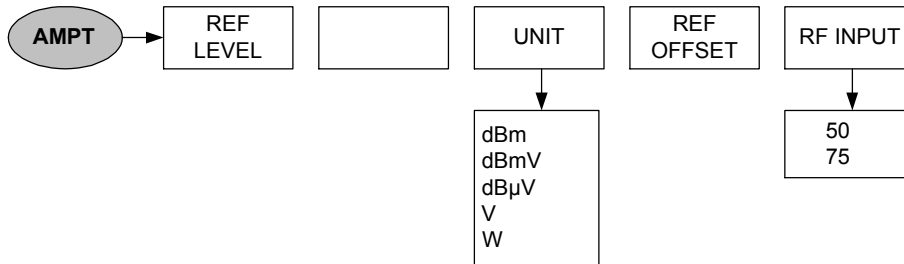 AMPT
REF
LEVEL
UNIT
REF
OFFSET
RF INPUT
dBm
dBmV
dBµV
V
W
50
75